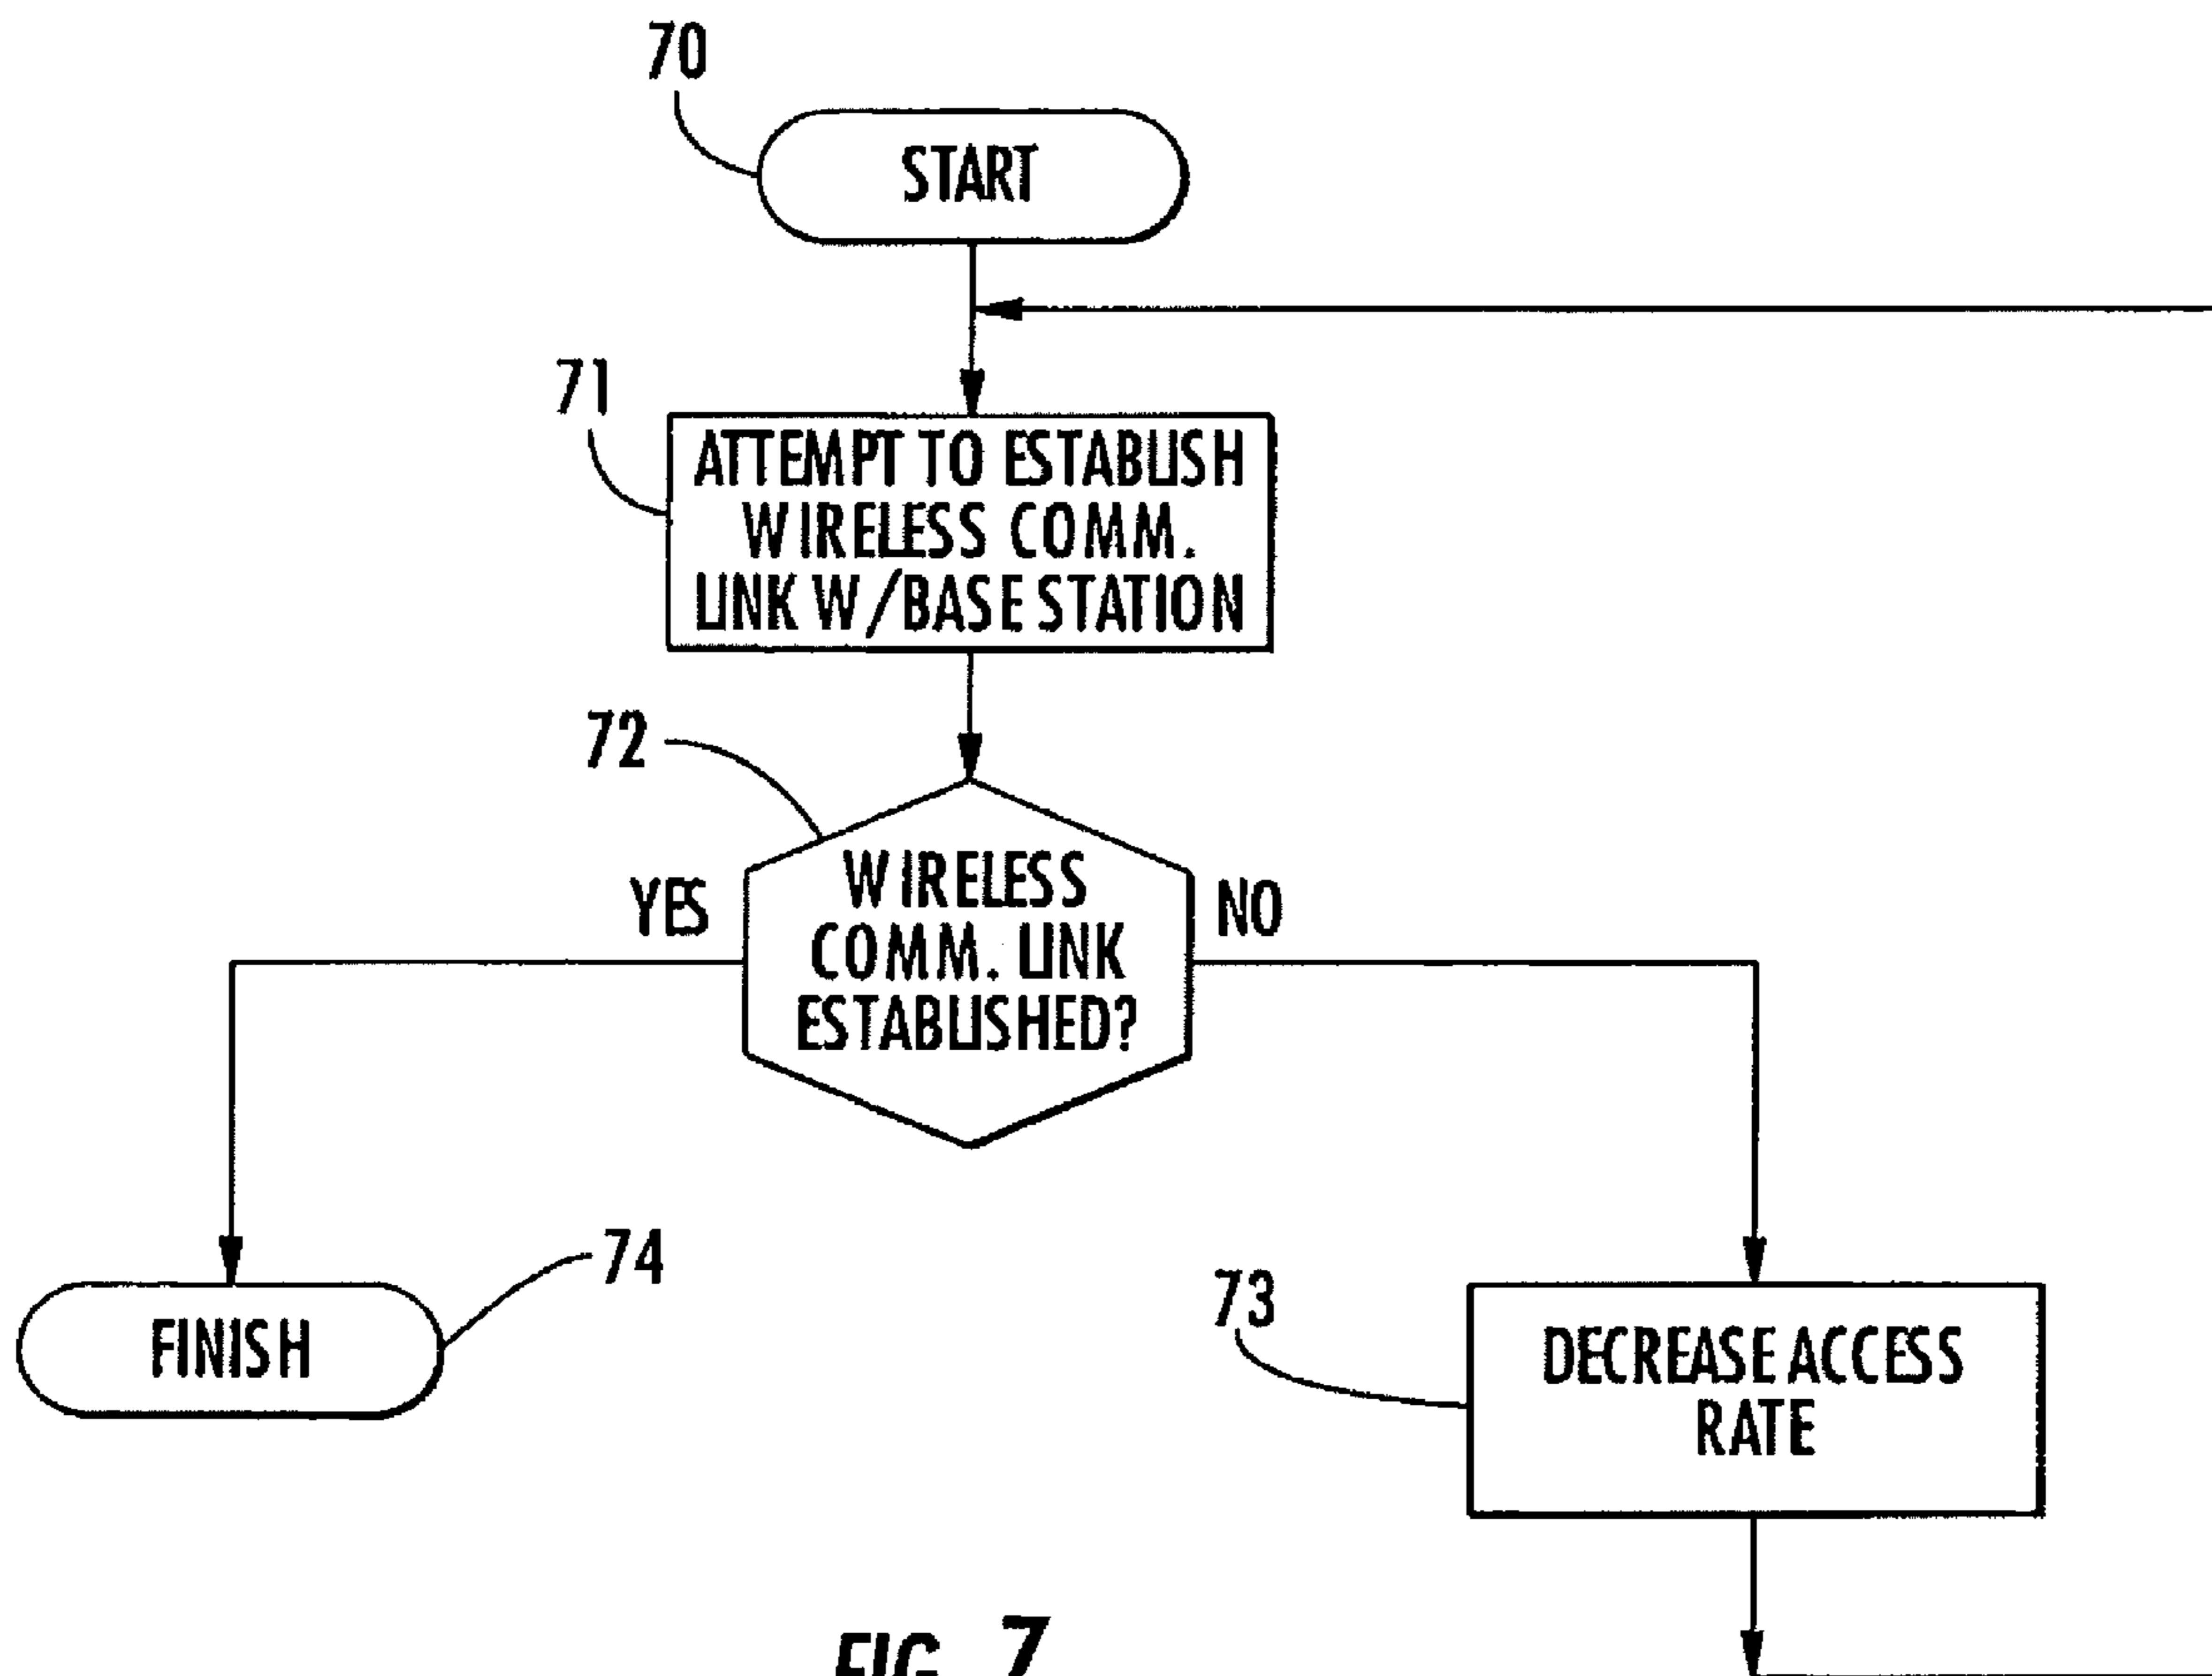 70
START
71
ATTEMPT TO ESTABLISH
WIRELESS COMM.
LINK W/BASE STATION
72
YES
WIRELESS
COMM. LINK
ESTABLISHED?
NO
74
FINISH
73
DECREASE ACCESS
RATE
FIG. 7